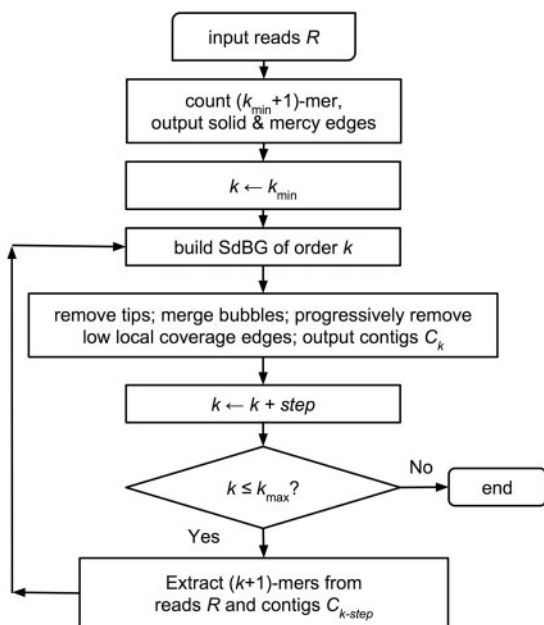 input reads R
count (kmin+1)-mer,
output solid & mercy edges
k ← kmin
build SdBG of order k
remove tips; merge bubbles; progressively remove
low local coverage edges; output contigs Ck
k ← k + step
k ≤ kmax?
No
end
Yes
Extract (k+1)-mers from
reads R and contigs Ck-step